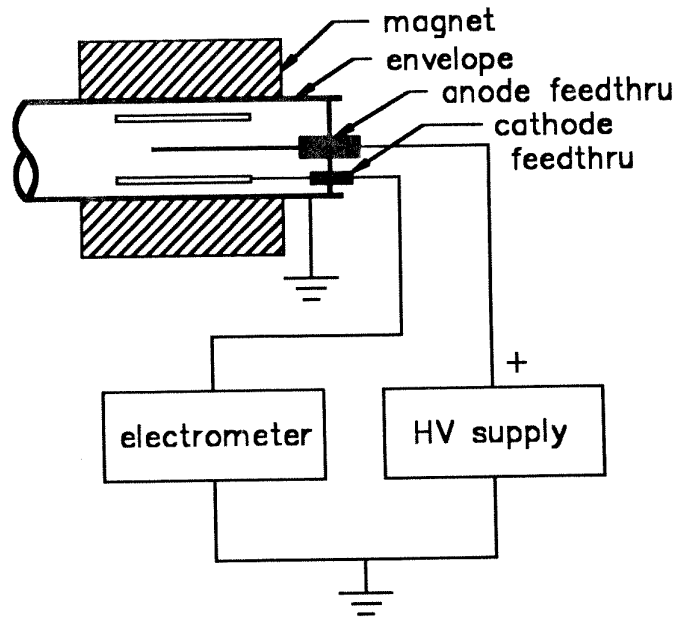 magnet
envelope
anode feedthru
cathode
feedthru
+
electrometer
HV supply